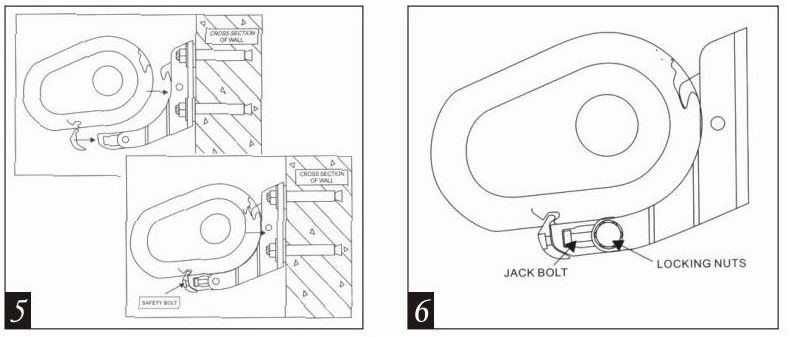 CROSS SECTION
OF WALL
CROSS SECTION
OF WALL
SAFETY BOLT
5
JACK BOLT
LOCKING NUTS
6